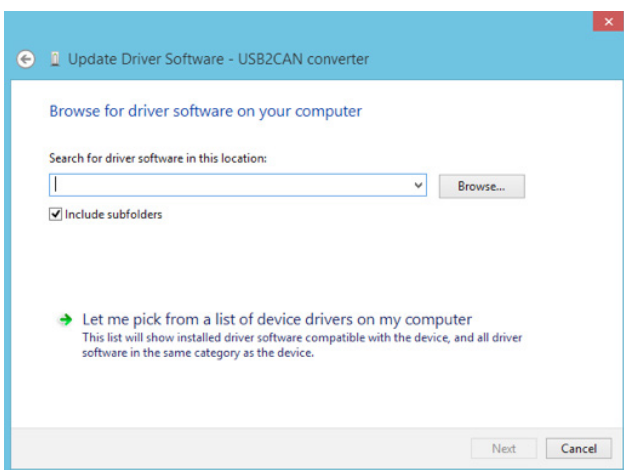 Update Driver Software - USB2CAN converter
Browse for driver software on your computer
Search for driver software in this location:
Browse...
Include subfolders
Let me pick from a list of device drivers on my computer
This list will show installed driver software compatible with the device, and all driver
software in the same category as the device.
Next
Cancel